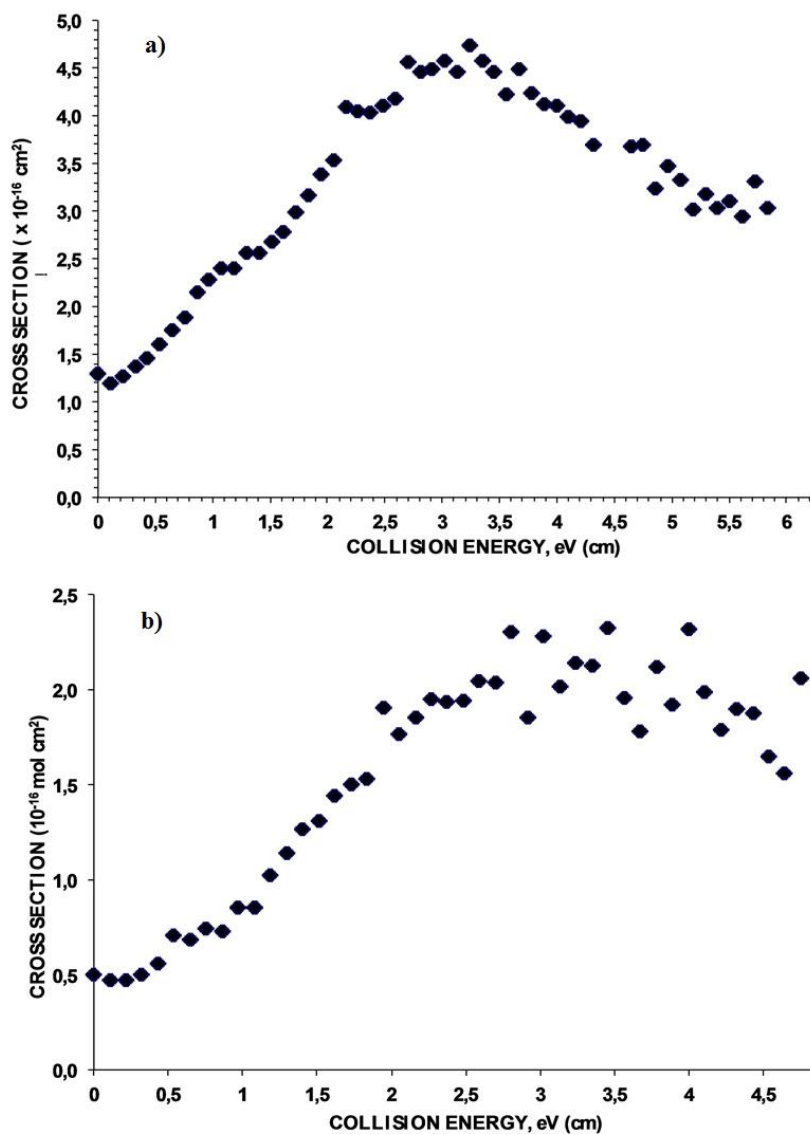 a)
CROSS SECTION ( x 10⁻¹⁶ cm²)
5,0
4,5
4,0
3,5
3,0
2,5
2,0
1,5
1,0
0,5
0,0
0 0,5 1 1,5 2 2,5 3 3,5 4 4,5 5 5,5 6
COLLISION ENERGY, eV (cm)
b)
CROSS SECTION (10⁻¹⁶ mol cm²)
2,5
2,0
1,5
1,0
0,5
0,0
0 0,5 1 1,5 2 2,5 3 3,5 4 4,5
COLLISION ENERGY, eV (cm)